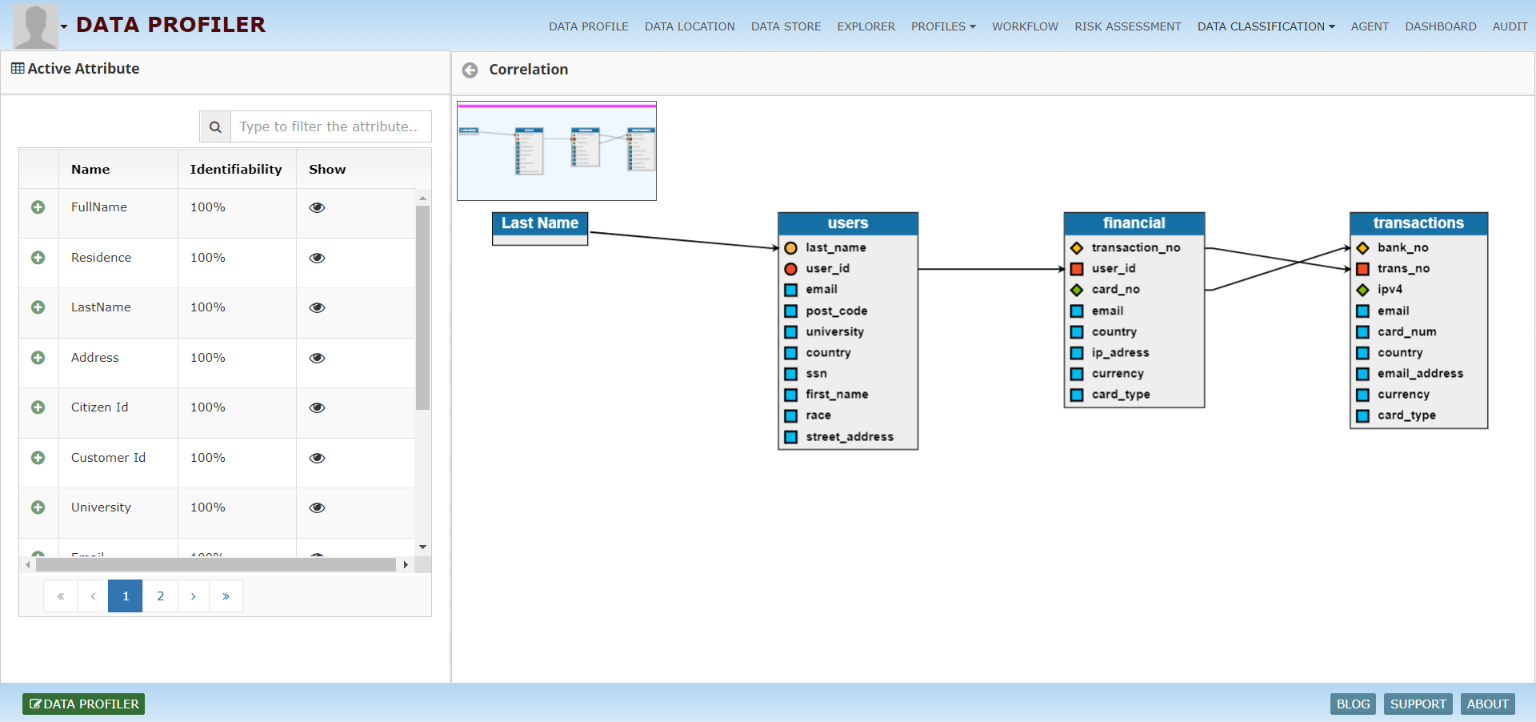 DATA PROFILER
DATA PROFILE DATA LOCATION DATA STORE EXPLORER PROFILES WORKFLOW RISK ASSESSMENT DATA CLASSIFICATION AGENT DASHBOARD AUDIT
Active Attribute
Type to filter the attribute..
Name Identifiability Show
FullName 100%
Residence 100%
LastName 100%
Address 100%
Citizen Id 100%
Customer Id 100%
University 100%
Email 100%
« ‹ 1 2 › »
Correlation
Last Name
users
last_name
user_id
email
post_code
university
country
ssn
first_name
race
street_address
financial
transaction_no
user_id
card_no
email
country
ip_adress
currency
card_type
transactions
bank_no
trans_no
ipv4
email
card_num
country
email_address
currency
card_type
DATA PROFILER
BLOG SUPPORT ABOUT